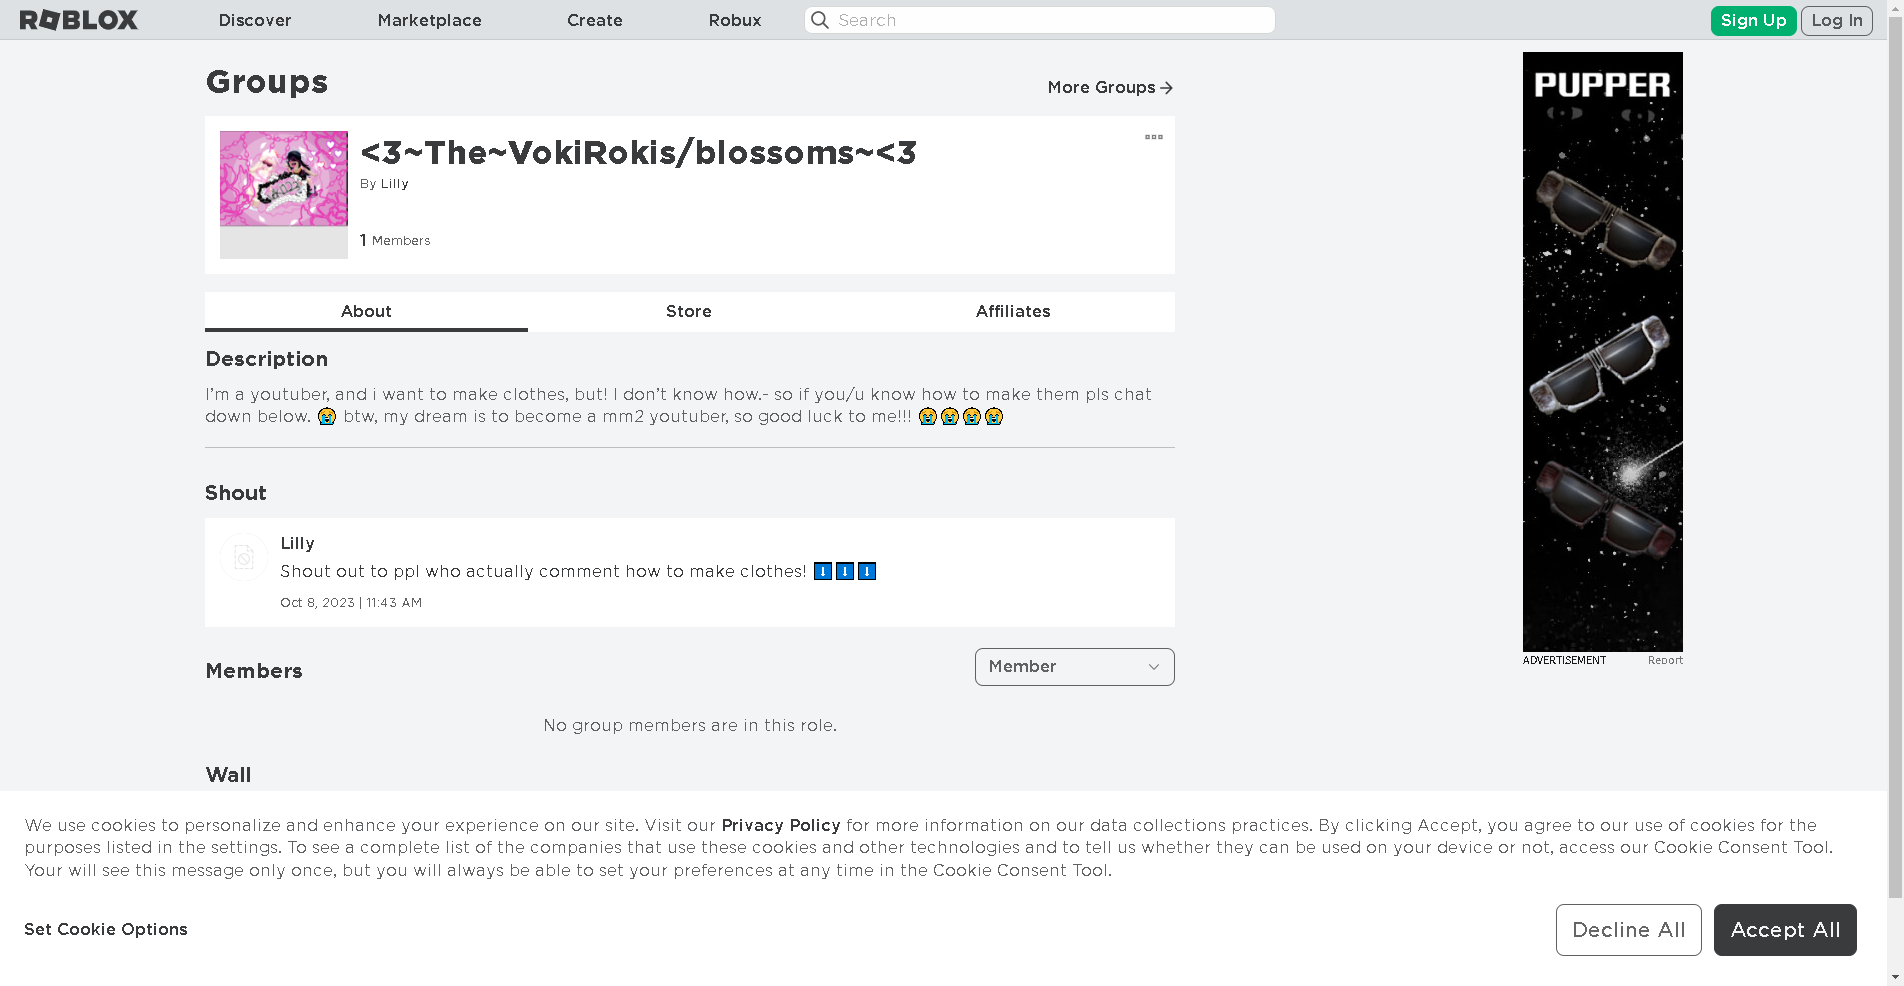 ROBLOX
Discover
Marketplace
Create
Robux
Search
Sign Up
Log In
Groups
More Groups
<3~The~VokiRokis/blossoms~<3
By Lilly
1 Members
About
Store
Affiliates
Description
I'm a youtuber, and i want to make clothes, but! I don't know how.- so if you/u know how to make them pls chat
down below. 😭 btw, my dream is to become a mm2 youtuber, so good luck to me!!! 😭😭😭😭
Shout
Lilly
Shout out to ppl who actually comment how to make clothes! ⬇️⬇️⬇️
Oct 8, 2023 | 11:43 AM
Members
Member
No group members are in this role.
Wall
PUPPER
ADVERTISEMENT
Report
We use cookies to personalize and enhance your experience on our site. Visit our Privacy Policy for more information on our data collections practices. By clicking Accept, you agree to our use of cookies for the
purposes listed in the settings. To see a complete list of the companies that use these cookies and other technologies and to tell us whether they can be used on your device or not, access our Cookie Consent Tool.
Your will see this message only once, but you will always be able to set your preferences at any time in the Cookie Consent Tool.
Set Cookie Options
Decline All
Accept All